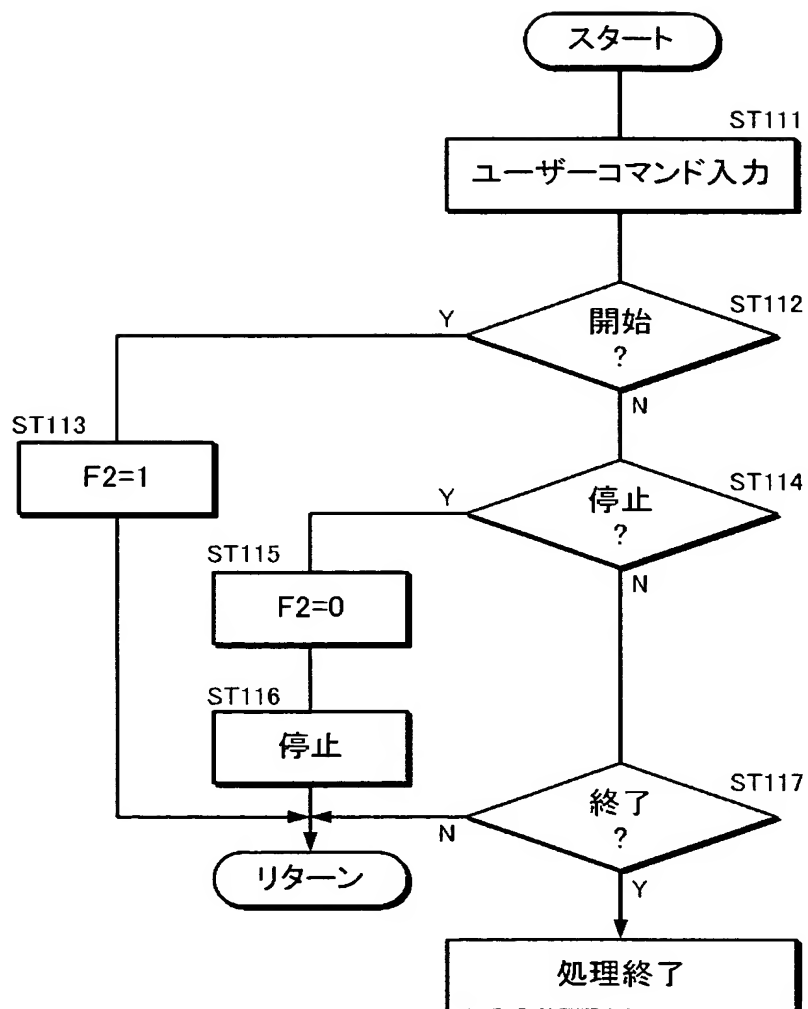 スタート
ST111
ユーザーコマンド入力
ST112
Y
開始
?
N
ST113
F2=1
ST114
Y
停止
?
N
ST115
F2=0
ST116
停止
ST117
終了
?
N
Y
リターン
処理終了